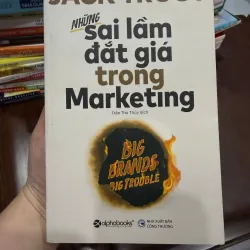 JACK TROUT
NHỮNG
sai lầm
đắt giá
trong
Marketing
Trần Thị Thúy dịch
BIG
BRANDS
BIG TROUBLE
alphabooks
NHÀ XUẤT BẢN
CÔNG THƯƠNG